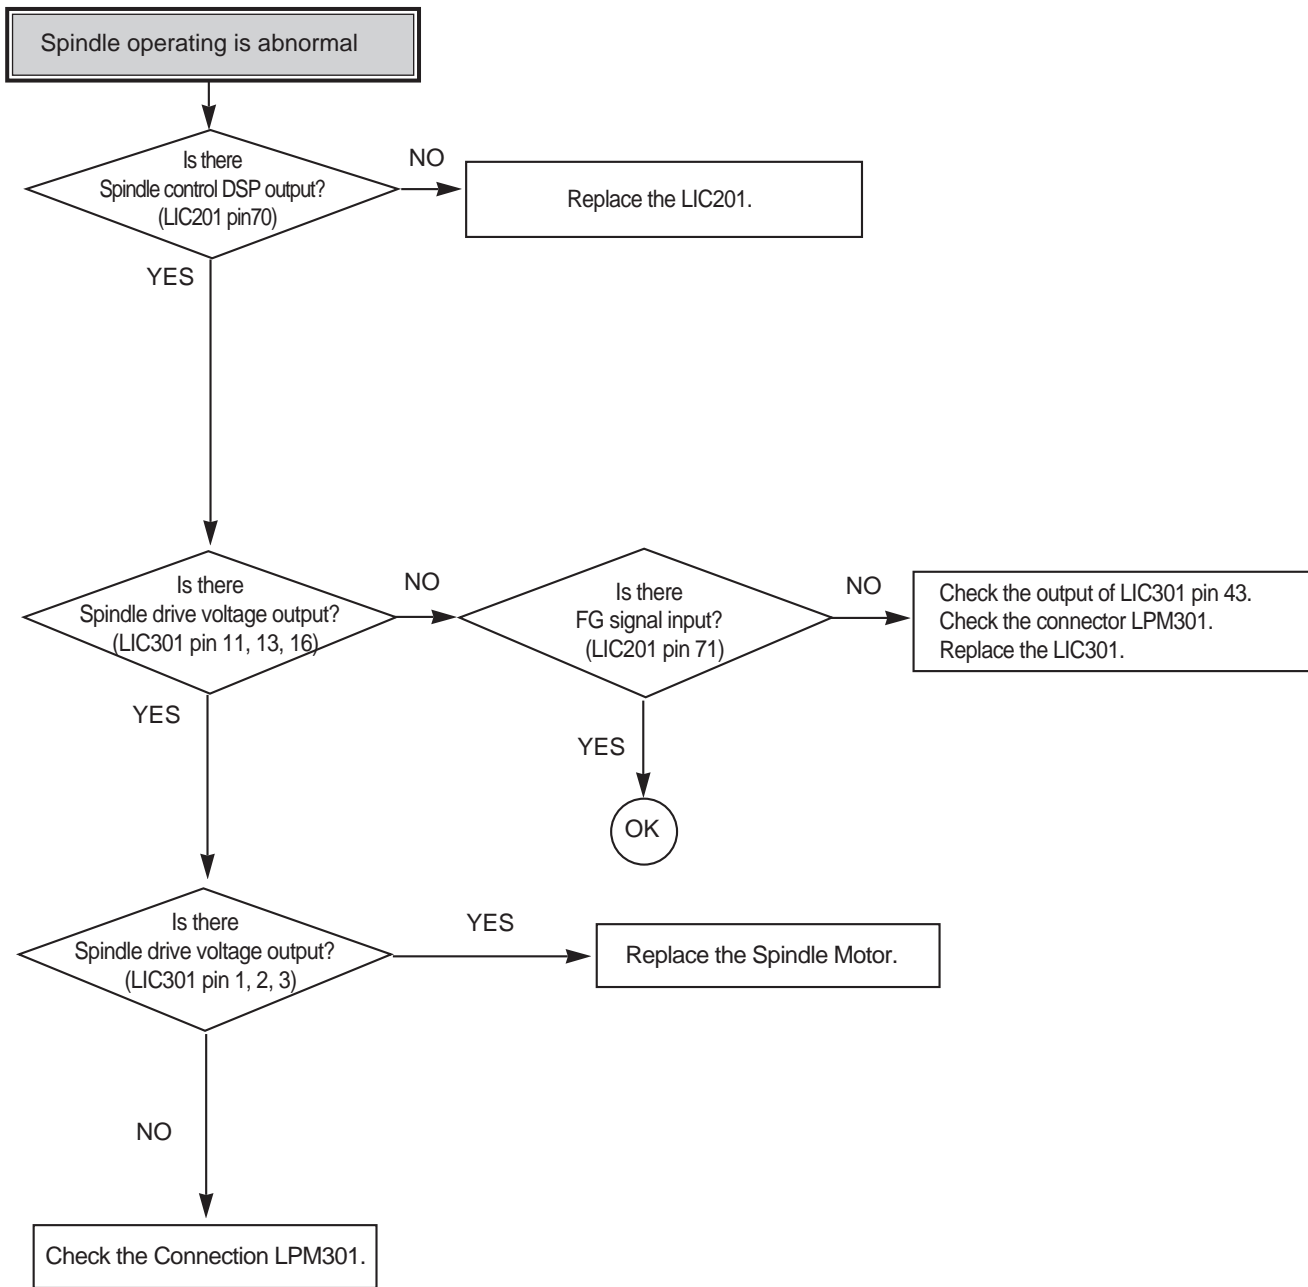 Spindle operating is abnormal
Is there
Spindle control DSP output?
(LIC201 pin70)
NO
Replace the LIC201.
YES
Is there
Spindle drive voltage output?
(LIC301 pin 11, 13, 16)
NO
Is there
FG signal input?
(LIC201 pin 71)
NO
Check the output of LIC301 pin 43.
Check the connector LPM301.
Replace the LIC301.
YES
YES
OK
Is there
Spindle drive voltage output?
(LIC301 pin 1, 2, 3)
YES
Replace the Spindle Motor.
NO
Check the Connection LPM301.